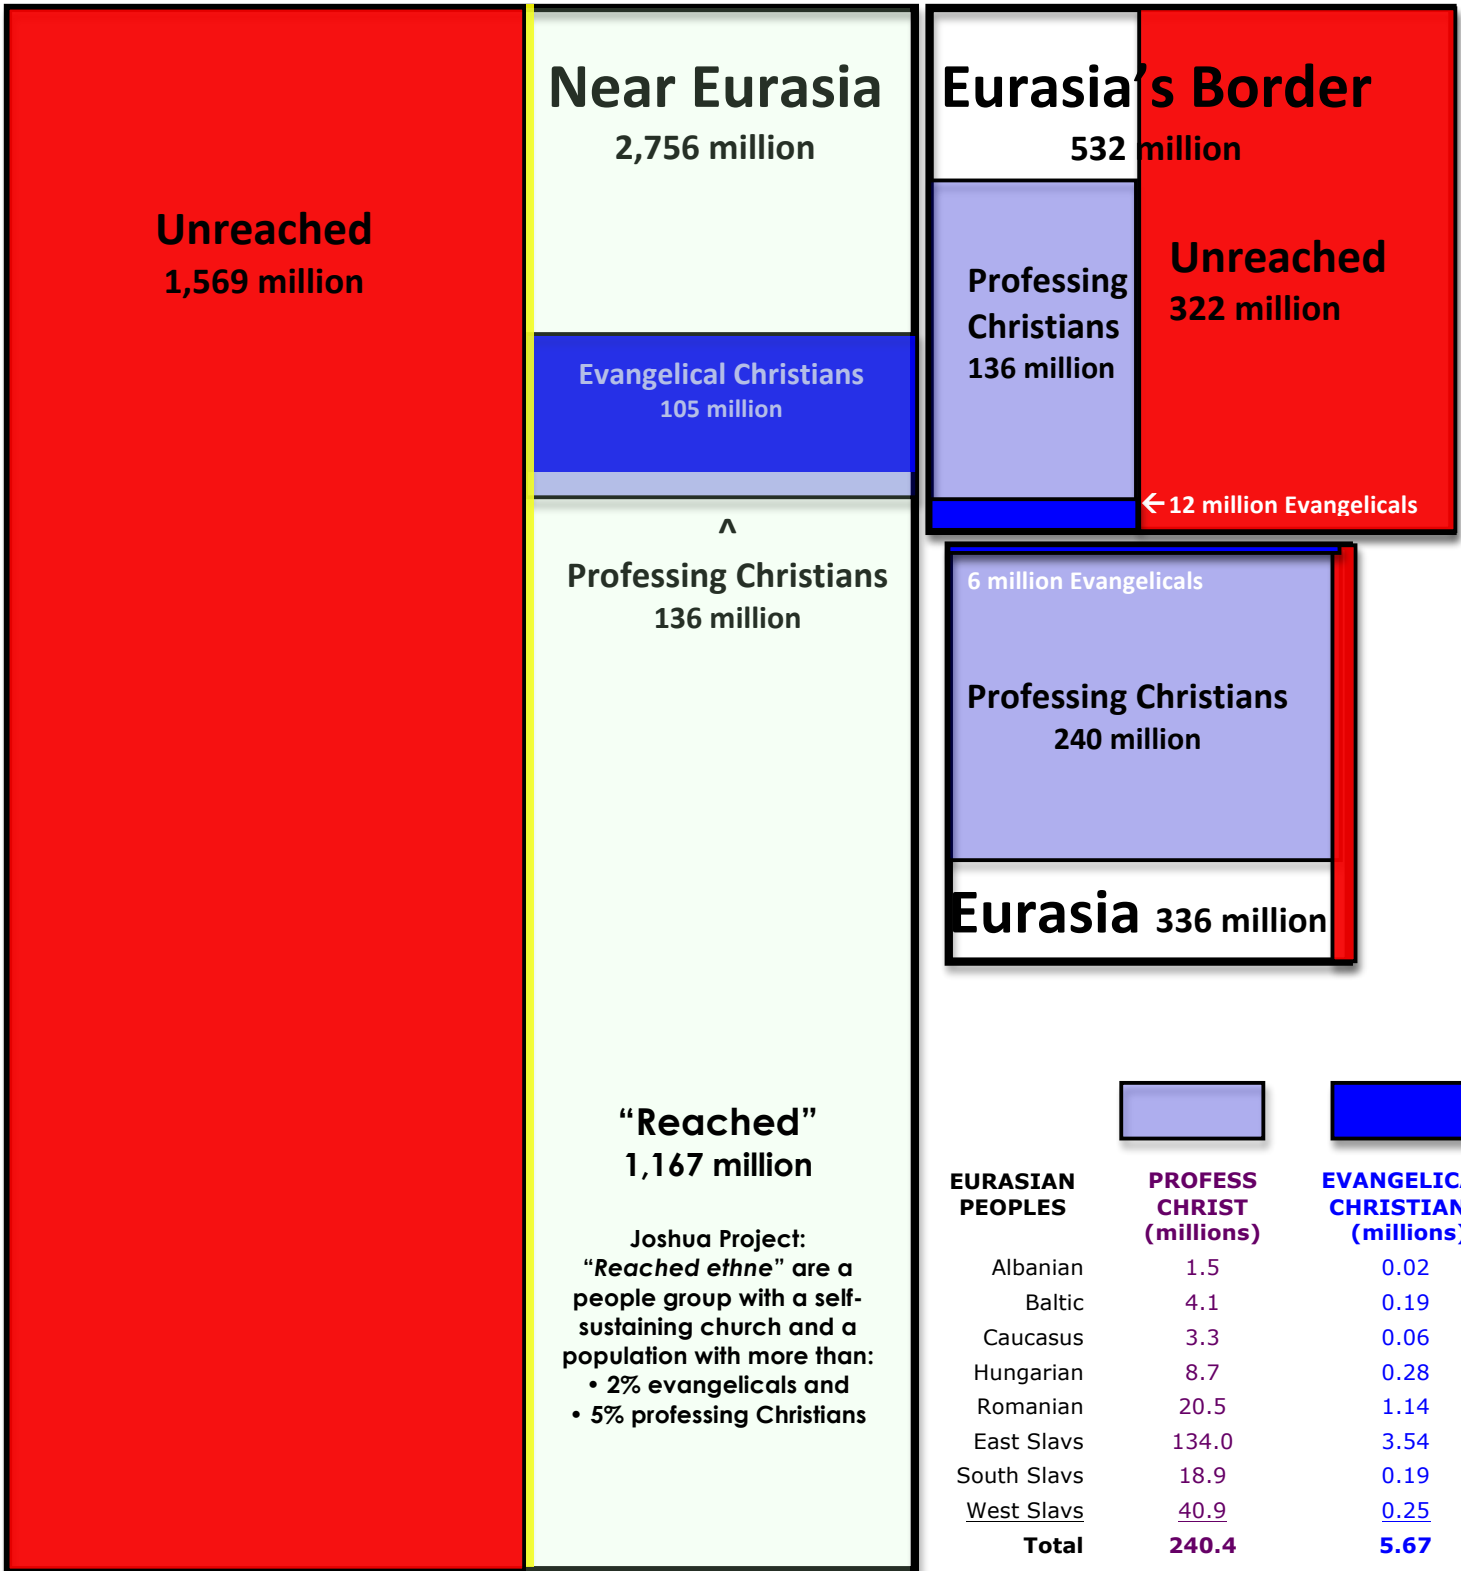 Near Eurasia
2,756 million
Unreached
1,569 million
Evangelical Christians
105 million
^
Professing Christians
136 million
“Reached”
1,167 million
Joshua Project:
“Reached ethne” are a
people group with a self-
sustaining church and a
population with more than:
• 2% evangelicals and
• 5% professing Christians
Eurasia’s Border
532 million
Professing
Christians
136 million
Unreached
322 million
←12 million Evangelicals
6 million Evangelicals
Professing Christians
240 million
Eurasia 336 million
EURASIAN PEOPLES PROFESS CHRIST (millions) EVANGELICA CHRISTIAN (millions)
Albanian 1.5 0.02
Baltic 4.1 0.19
Caucasus 3.3 0.06
Hungarian 8.7 0.28
Romanian 20.5 1.14
East Slavs 134.0 3.54
South Slavs 18.9 0.19
West Slavs 40.9 0.25
Total 240.4 5.67